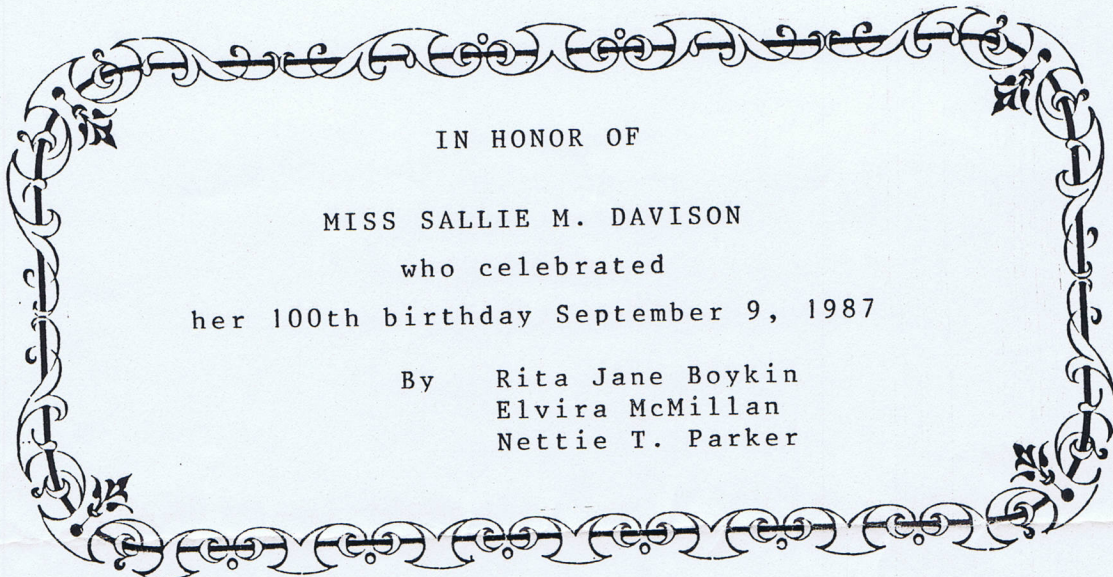 IN HONOR OF
MISS SALLIE M. DAVISON
who celebrated
her 100th birthday September 9, 1987
By Rita Jane Boykin
Elvira McMillan
Nettie T. Parker